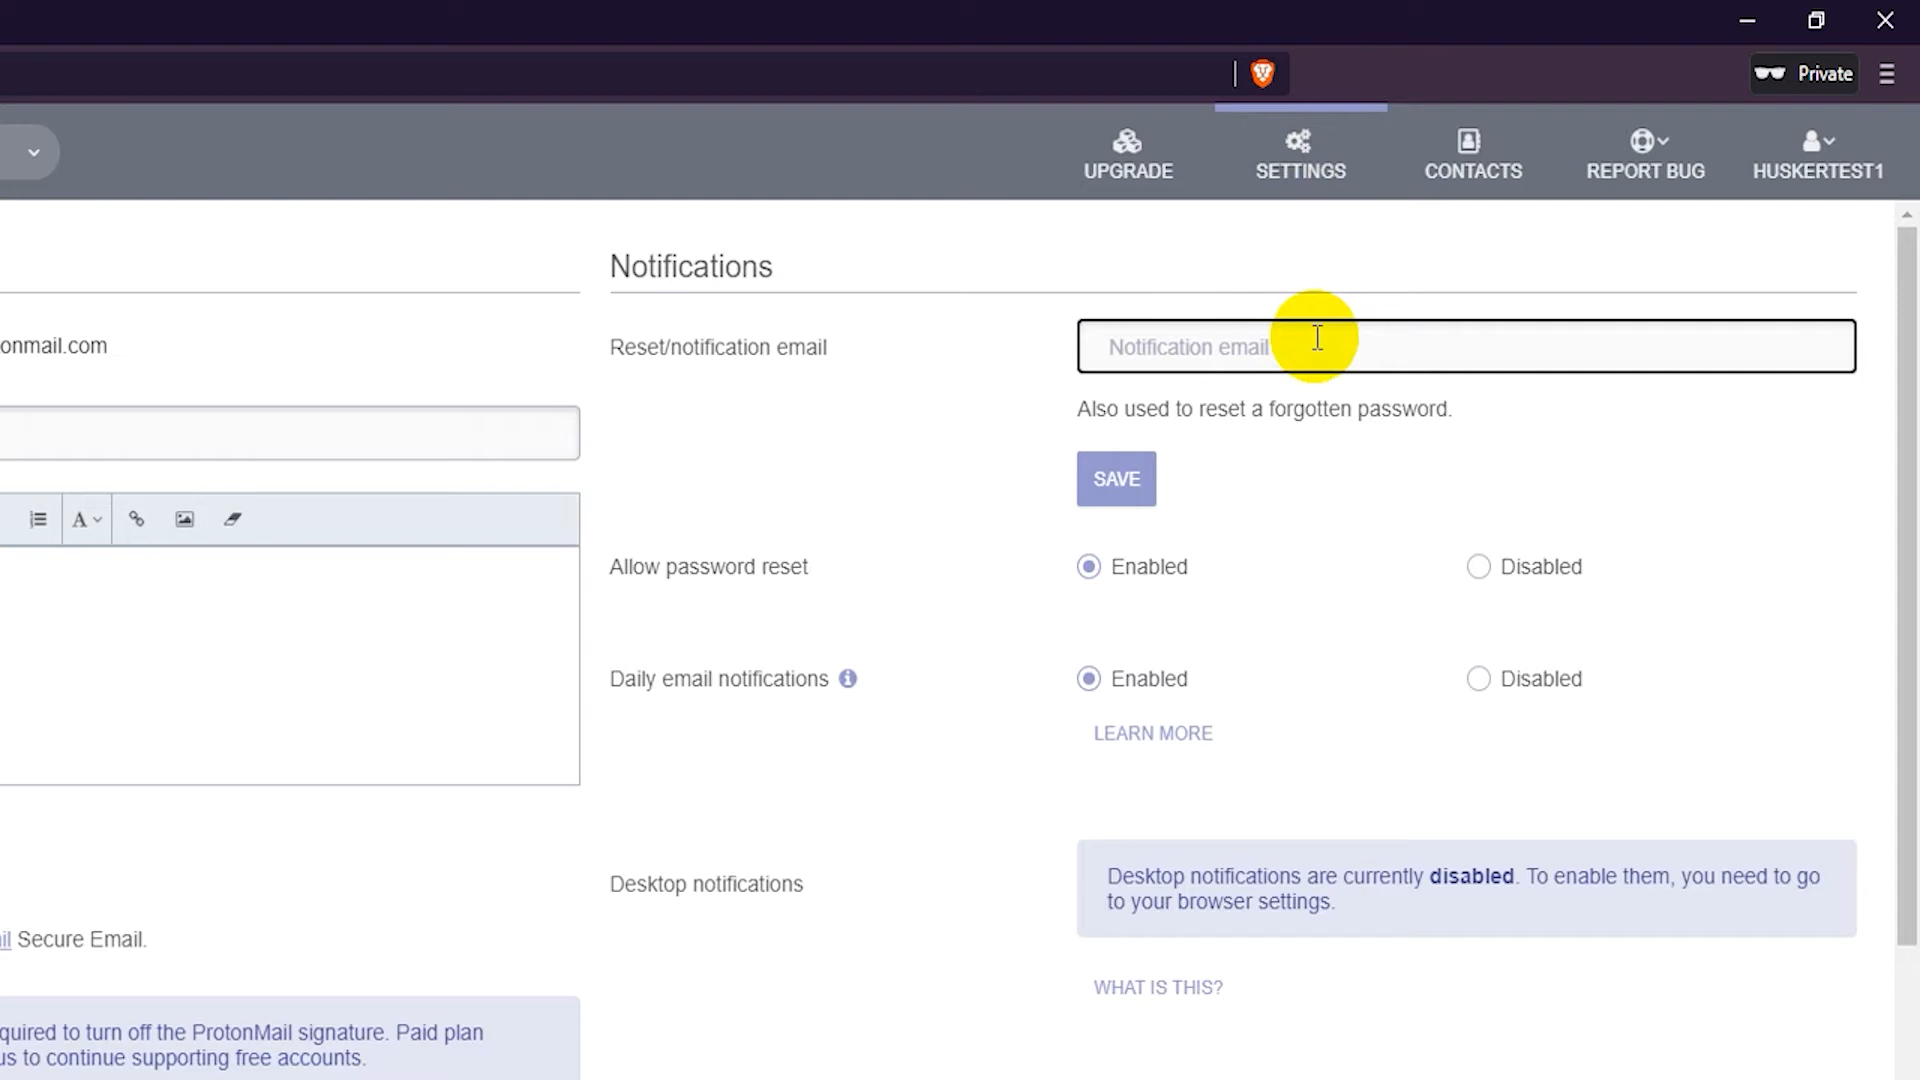 Private
UPGRADE
SETTINGS
CONTACTS
REPORT BUG
HUSKERTEST1
onmail.com
A
Secure Email.
quired to turn off the ProtonMail signature. Paid plan
us to continue supporting free accounts.
Notifications
Reset/notification email
Notification email
Also used to reset a forgotten password.
SAVE
Allow password reset
Enabled
Disabled
Daily email notifications
Enabled
Disabled
LEARN MORE
Desktop notifications
Desktop notifications are currently disabled. To enable them, you need to go
to your browser settings.
WHAT IS THIS?